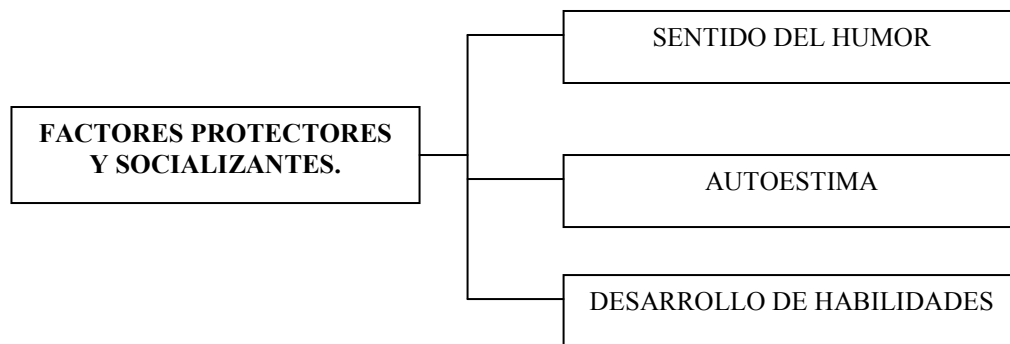 SENTIDO DEL HUMOR
FACTORES PROTECTORES
Y SOCIALIZANTES.
AUTOESTIMA
DESARROLLO DE HABILIDADES